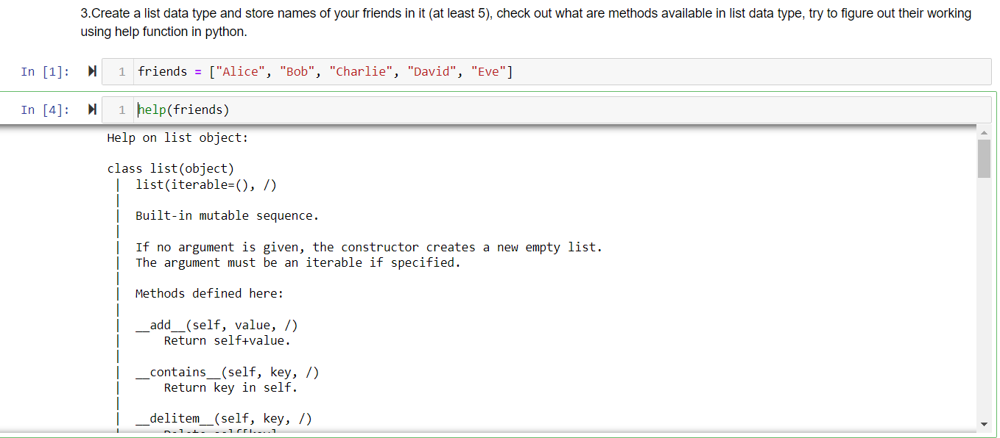 3.Create a list data type and store names of your friends in it (at least 5), check out what are methods available in list data type, try to figure out their working
using help function in python.
In [1]: 1 friends = ["Alice", "Bob", "Charlie", "David", "Eve"]
In [4]: 1 help(friends)
Help on list object:
class list(object)
 |  list(iterable=(), /)
 |
 |  Built-in mutable sequence.
 |
 |  If no argument is given, the constructor creates a new empty list.
 |  The argument must be an iterable if specified.
 |
 |  Methods defined here:
 |
 |  __add__(self, value, /)
 |      Return self+value.
 |
 |  __contains__(self, key, /)
 |      Return key in self.
 |
 |  __delitem__(self, key, /)